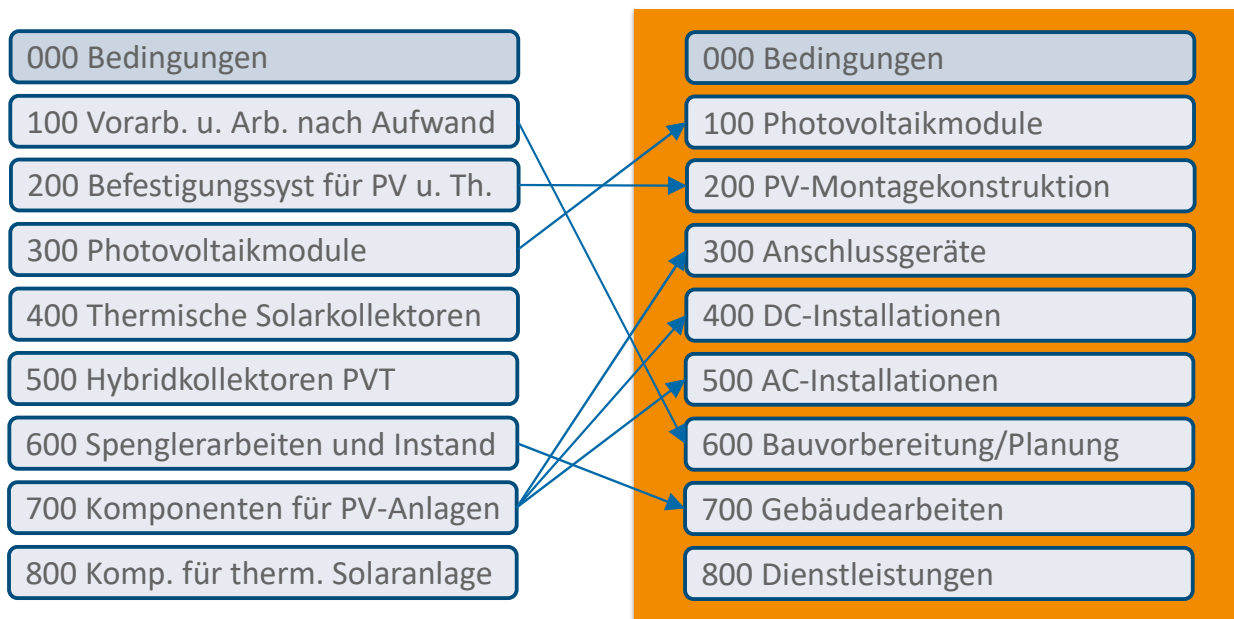 000 Bedingungen
100 Vorarb. u. Arb. nach Aufwand
200 Befestigungssyst für PV u. Th.
300 Photovoltaikmodule
400 Thermische Solarkollektoren
500 Hybridkollektoren PVT
600 Spenglerarbeiten und Instand
700 Komponenten für PV-Anlagen
800 Komp. für therm. Solaranlage
000 Bedingungen
100 Photovoltaikmodule
200 PV-Montagekonstruktion
300 Anschlussgeräte
400 DC-Installationen
500 AC-Installationen
600 Bauvorbereitung/Planung
700 Gebäudearbeiten
800 Dienstleistungen